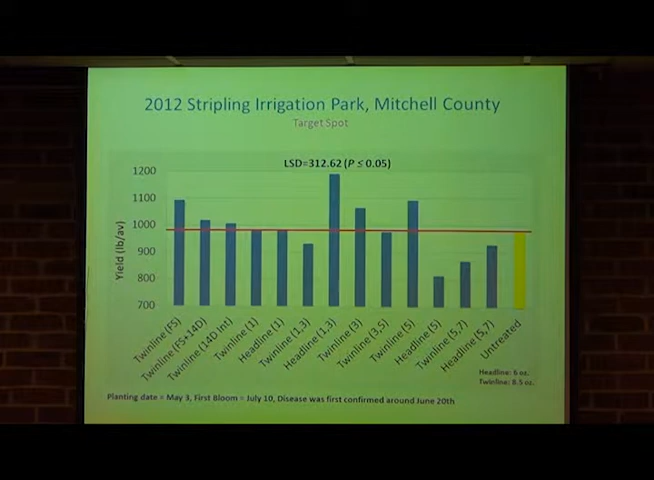 2012 Stripling Irrigation Park, Mitchell County
Target Spot
LSD=312.62 (P ≤ 0.05)
1200
1100
1000
900
800
700
Yield (lb/av)
Twinline (FS)
Twinline (FS+14D)
Twinline (14D Int)
Twinline (1)
Headline (1)
Twinline (1,3)
Headline (1,3)
Twinline (3)
Twinline (3,5)
Twinline (5)
Headline (5)
Twinline (5,7)
Headline (5,7)
Untreated
Headline: 6 oz.
Twinline: 8.5 oz.
Planting date = May 3, First Bloom = July 10, Disease was first confirmed around June 20th